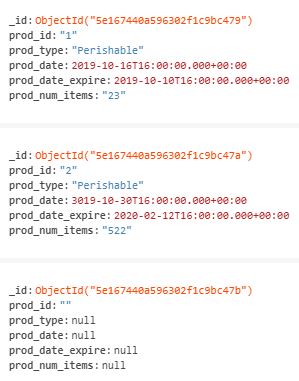 _id:ObjectId("5e167440a596302f1c9bc479")
prod_id:"1"
prod_type:"Perishable"
prod_date:2019-10-16T16:00:00.000+00:00
prod_date_expire:2019-10-10T16:00:00.000+00:00
prod_num_items:"23"
_id:ObjectId("5e167440a596302f1c9bc47a")
prod_id:"2"
prod_type:"Perishable"
prod_date:3019-10-30T16:00:00.000+00:00
prod_date_expire:2020-02-12T16:00:00.000+00:00
prod_num_items:"522"
_id:ObjectId("5e167440a596302f1c9bc47b")
prod_id:""
prod_type:null
prod_date:null
prod_date_expire:null
prod_num_items:null